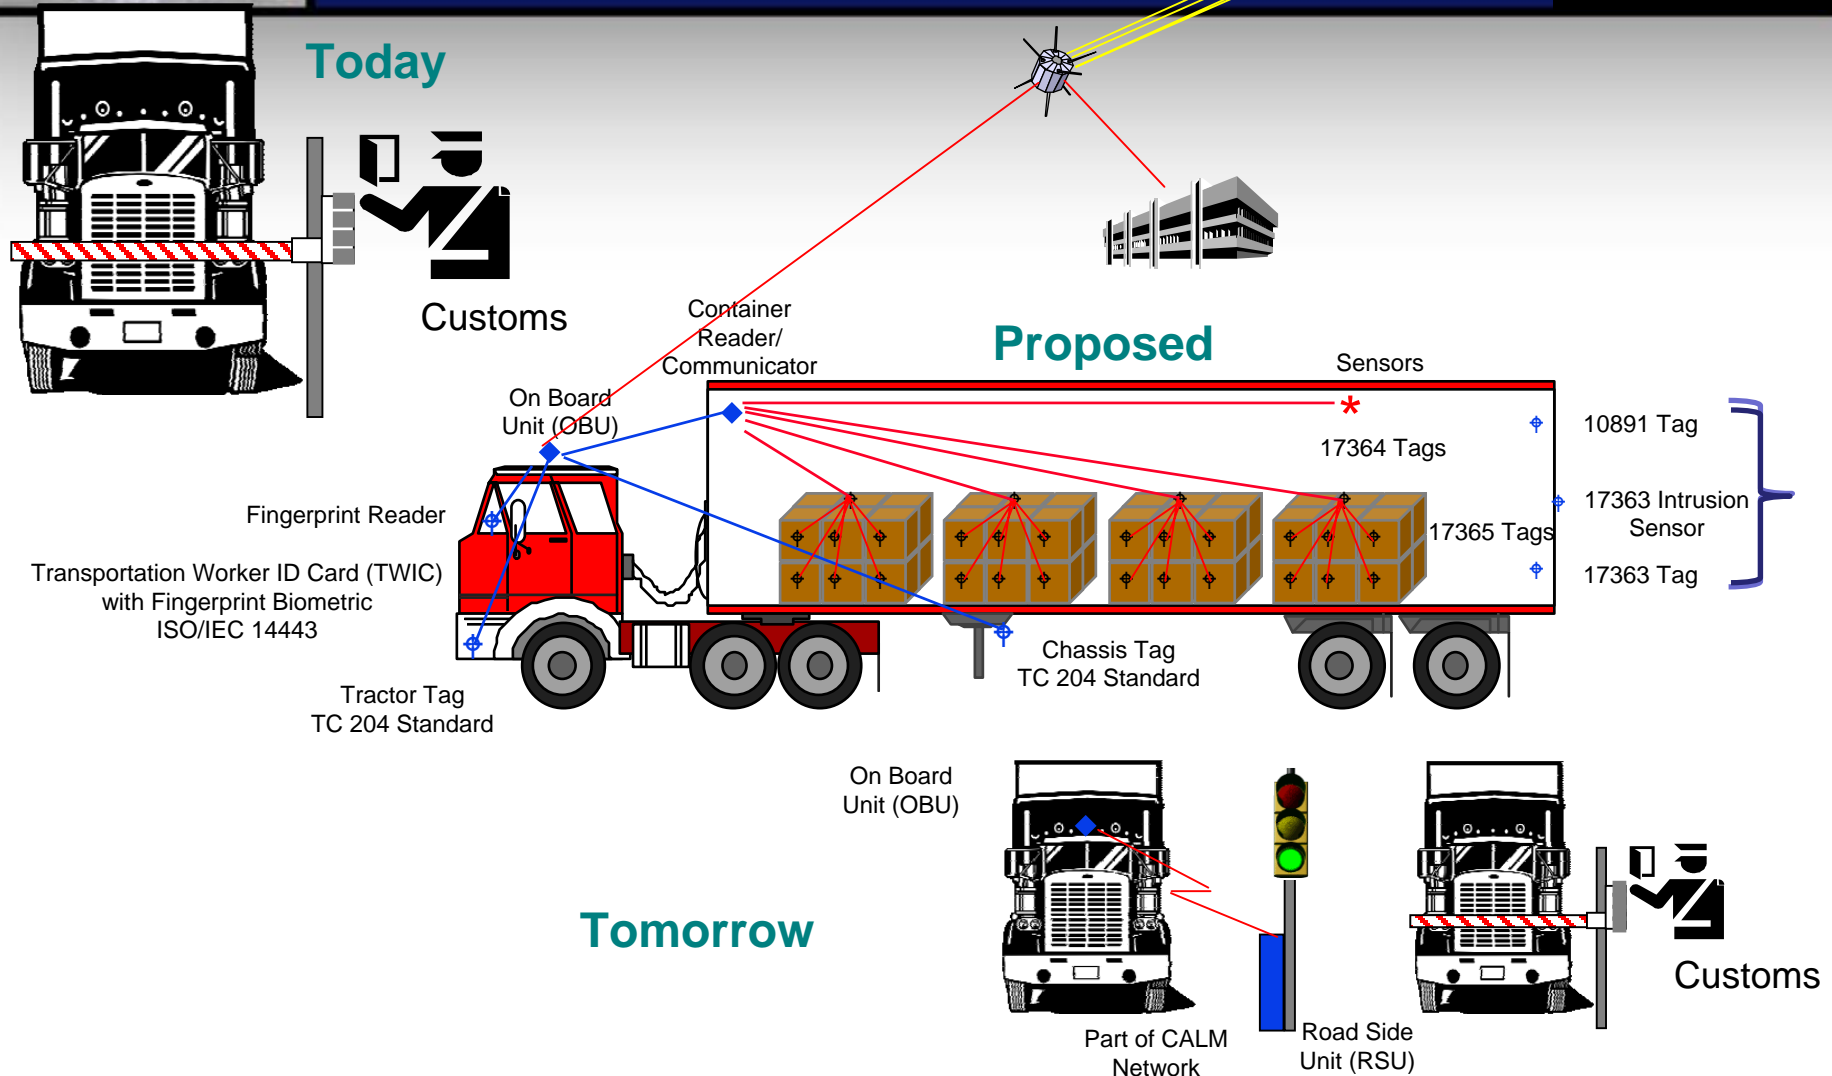 Today
Customs
Container
Reader/
Communicator
Proposed
Sensors
On Board
Unit (OBU)
10891 Tag
17364 Tags
Fingerprint Reader
17363 Intrusion
Sensor
17365 Tags
Transportation Worker ID Card (TWIC)
with Fingerprint Biometric
ISO/IEC 14443
17363 Tag
Chassis Tag
TC 204 Standard
Tractor Tag
TC 204 Standard
On Board
Unit (OBU)
Tomorrow
Customs
Part of CALM
Network
Road Side
Unit (RSU)